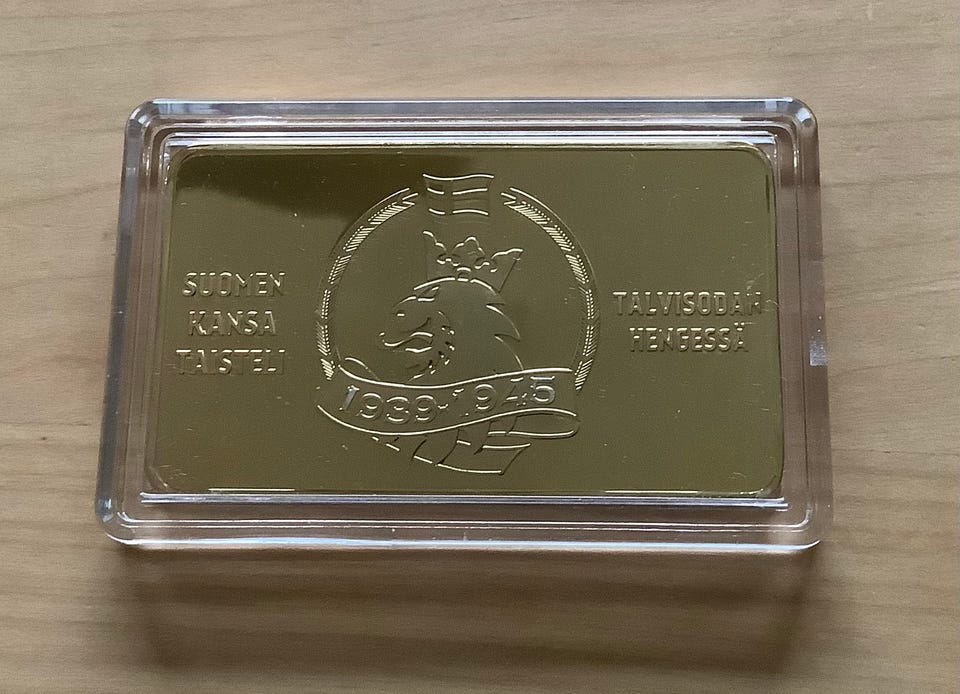 SUOMEN
KANSA
TAISTELI
1939-1945
TALVISODAN
HENGESSÄ